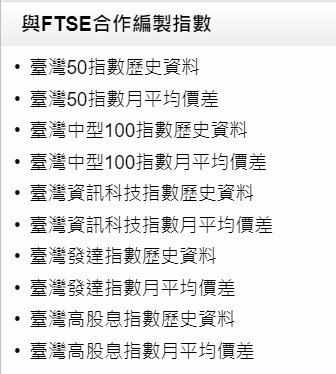 與FTSE合作編製指數
• 臺灣50指數歷史資料
• 臺灣50指數月平均價差
• 臺灣中型100指數歷史資料
• 臺灣中型100指數月平均價差
• 臺灣資訊科技指數歷史資料
• 臺灣資訊科技指數月平均價差
• 臺灣發達指數歷史資料
• 臺灣發達指數月平均價差
• 臺灣高股息指數歷史資料
• 臺灣高股息指數月平均價差